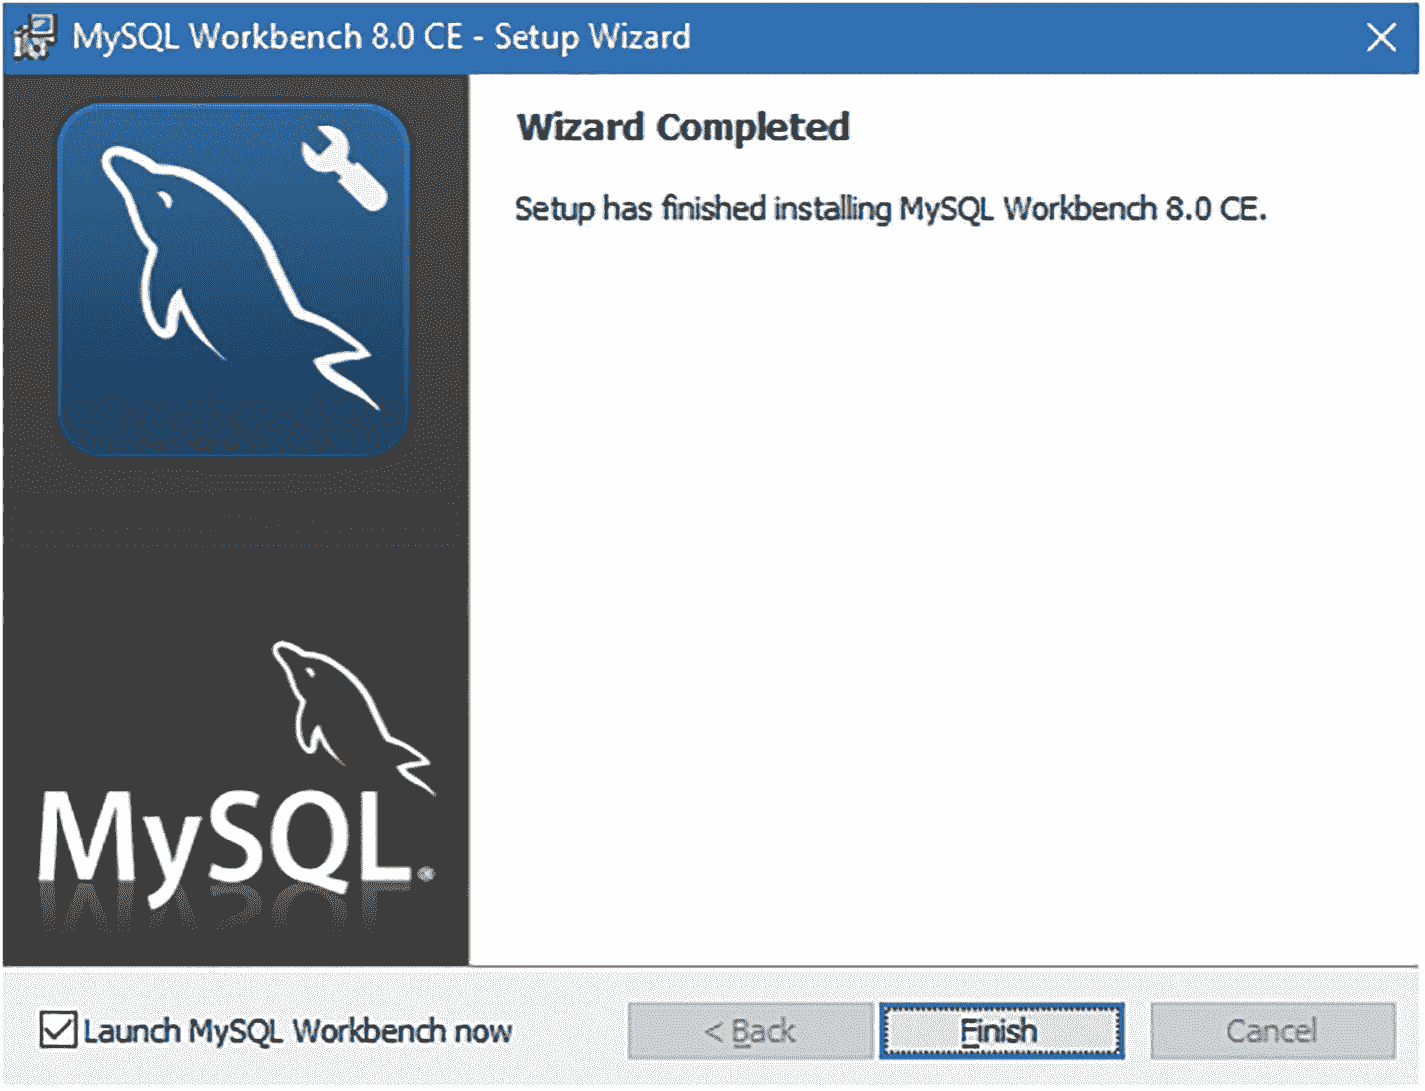 MySQL Workbench 8.0 CE - Setup Wizard
Wizard Completed
Setup has finished installing MySQL Workbench 8.0 CE.
MySQL®
Launch MySQL Workbench now
< Back
Finish
Cancel